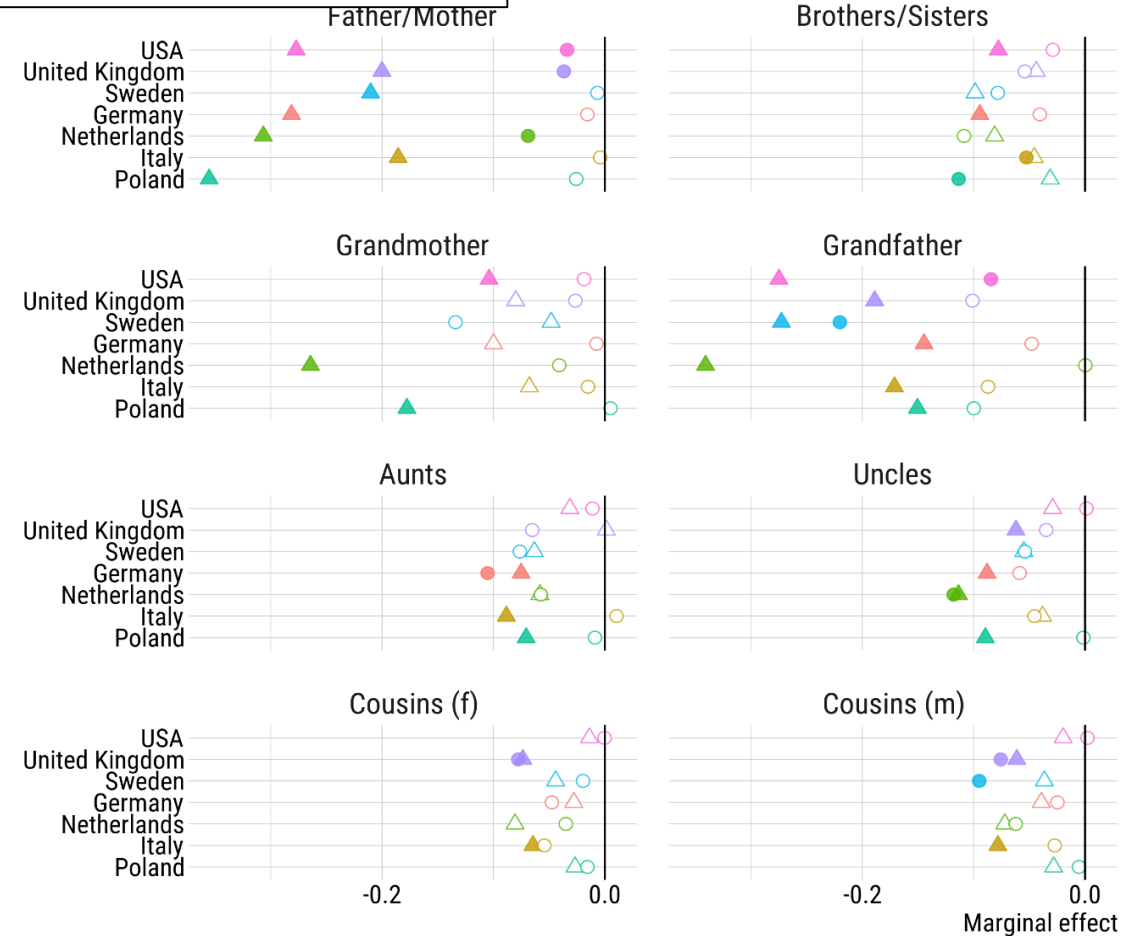 Father/Mother Brothers/Sisters
USA
United Kingdom
Sweden
Germany
Netherlands
Italy
Poland
Grandmother Grandfather
USA
United Kingdom
Sweden
Germany
Netherlands
Italy
Poland
Aunts Uncles
USA
United Kingdom
Sweden
Germany
Netherlands
Italy
Poland
Cousins (f) Cousins (m)
USA
United Kingdom
Sweden
Germany
Netherlands
Italy
Poland
-0.2 0.0 -0.2 0.0
Marginal effect